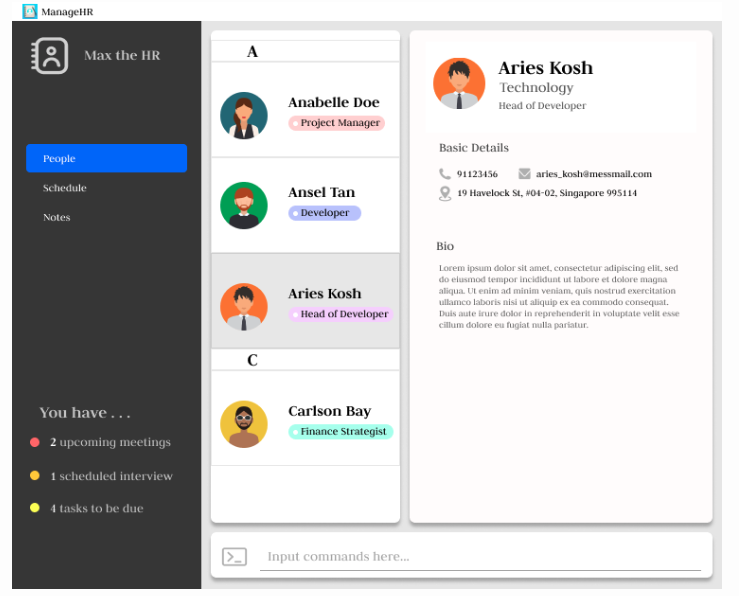 ManageHR
Max the HR
People
Schedule
Notes
You have . . .
2 upcoming meetings
1 scheduled interview
4 tasks to be due
A
Anabelle Doe
Project Manager
Ansel Tan
Developer
Aries Kosh
Head of Developer
C
Carlson Bay
Finance Strategist
Aries Kosh
Technology
Head of Developer
Basic Details
91123456 aries_kosh@messmail.com
19 Havelock St, #04-02, Singapore 995114
Bio
Lorem ipsum dolor sit amet, consectetur adipiscing elit, sed
do eiusmod tempor incididunt ut labore et dolore magna
aliqua. Ut enim ad minim veniam, quis nostrud exercitation
ullamco laboris nisi ut aliquip ex ea commodo consequat.
Duis aute irure dolor in reprehenderit in voluptate velit esse
cillum dolore eu fugiat nulla pariatur.
Input commands here...